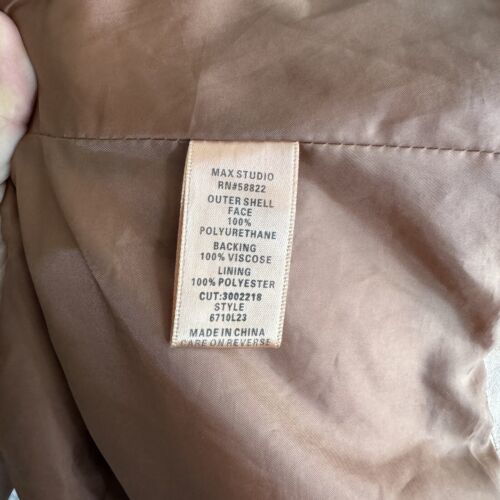 MAX STUDIO
RN#58822
OUTER SHELL
FACE
100%
POLYURETHANE
BACKING
100% VISCOSE
LINING
100% POLYESTER
CUT:3002218
STYLE
6710L23
MADE IN CHINA
CARE ON REVERSE